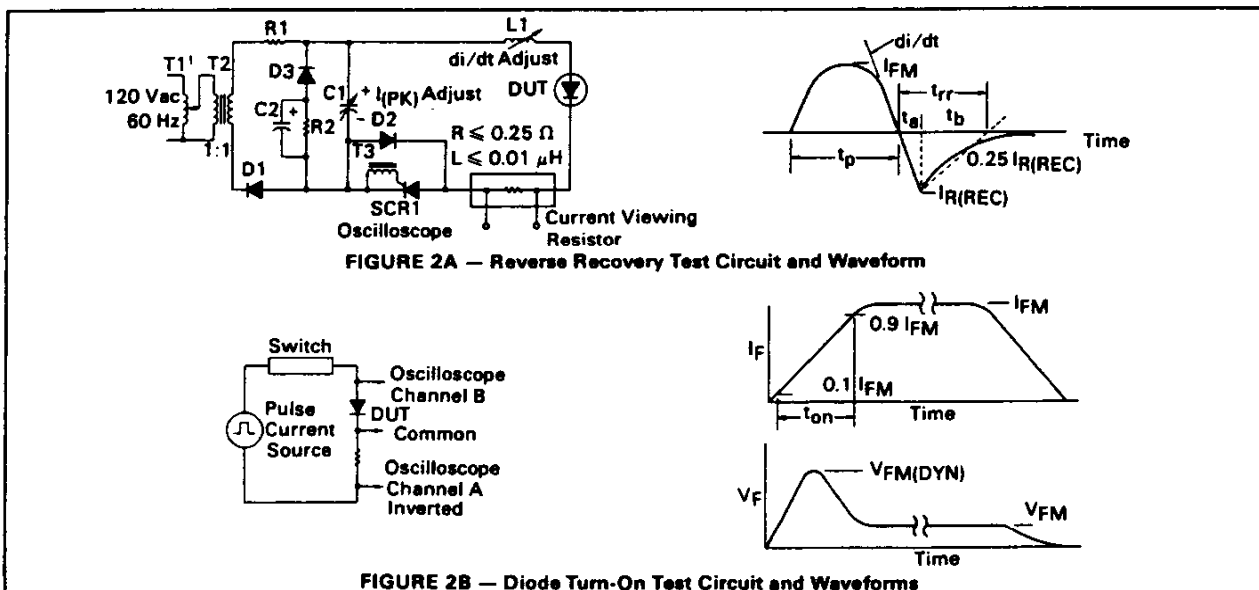 T1' T2
120 Vac
60 Hz
1:1
R1
D3
C2 +
R2
C1
+ I(PK) Adjust
-
D2
D1
T3
SCR1
Oscilloscope
L1
di/dt Adjust
DUT
R ⩽ 0.25 Ω
L ⩽ 0.01 μH
Current Viewing
Resistor
di/dt
IFM
trr
ta tb
Time
tp
0.25 IR(REC)
IR(REC)
FIGURE 2A — Reverse Recovery Test Circuit and Waveform
Switch
Oscilloscope
Channel B
DUT
Pulse
Current
Source
Common
Oscilloscope
Channel A
Inverted
IFM
0.9 IFM
IF
0.1 IFM
ton
Time
VFM(DYN)
VF
VFM
Time
FIGURE 2B — Diode Turn-On Test Circuit and Waveforms